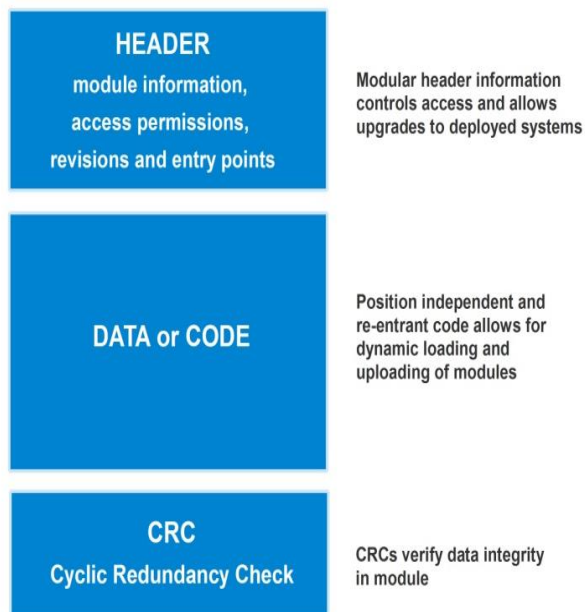 HEADER
module information,
access permissions,
revisions and entry points
Modular header information
controls access and allows
upgrades to deployed systems
DATA or CODE
Position independent and
re-entrant code allows for
dynamic loading and
uploading of modules
CRC
Cyclic Redundancy Check
CRCs verify data integrity
in module